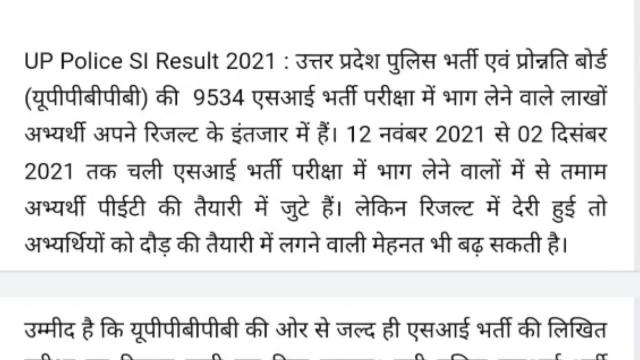 UP Police SI Result 2021 : उत्तर प्रदेश पुलिस भर्ती एवं प्रोन्नति बोर्ड
(यूपीपीबीपीबी) की 9534 एसआई भर्ती परीक्षा में भाग लेने वाले लाखों
अभ्यर्थी अपने रिजल्ट के इंतजार में हैं। 12 नवंबर 2021 से 02 दिसंबर
2021 तक चली एसआई भर्ती परीक्षा में भाग लेने वालों में से तमाम
अभ्यर्थी पीईटी की तैयारी में जुटे हैं। लेकिन रिजल्ट में देरी हुई तो
अभ्यर्थियों को दौड़ की तैयारी में लगने वाली मेहनत भी बढ़ सकती है।
उम्मीद है कि यूपीपीबीपीबी की ओर से जल्द ही एसआई भर्ती की लिखित